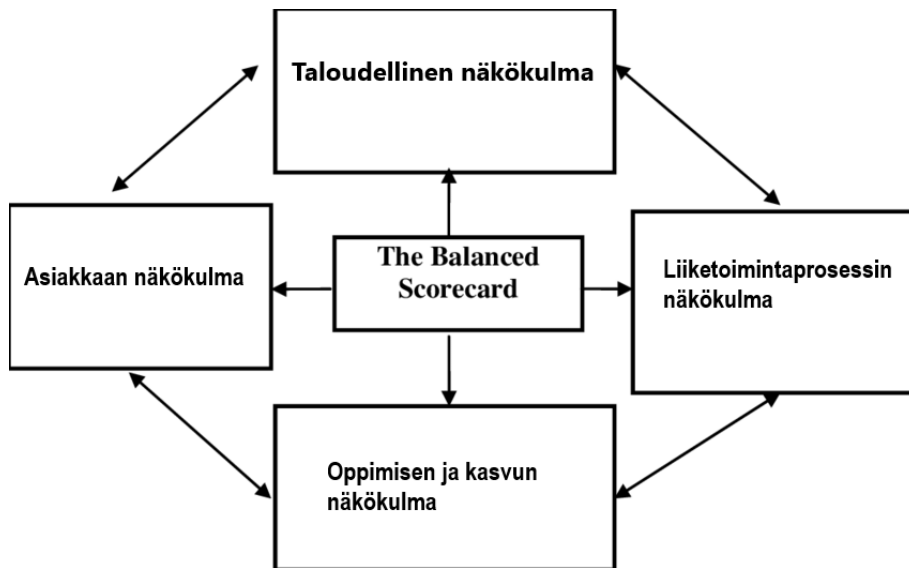 Taloudellinen näkökulma
Asiakkaan näkökulma
The Balanced
Scorecard
Liiketoimintaprosessin
näkökulma
Oppimisen ja kasvun
näkökulma